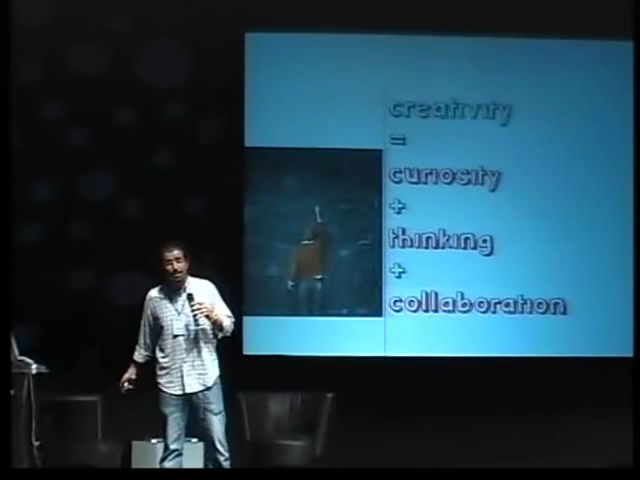 creativity
=
curiosity
+
thinking
+
collaboration